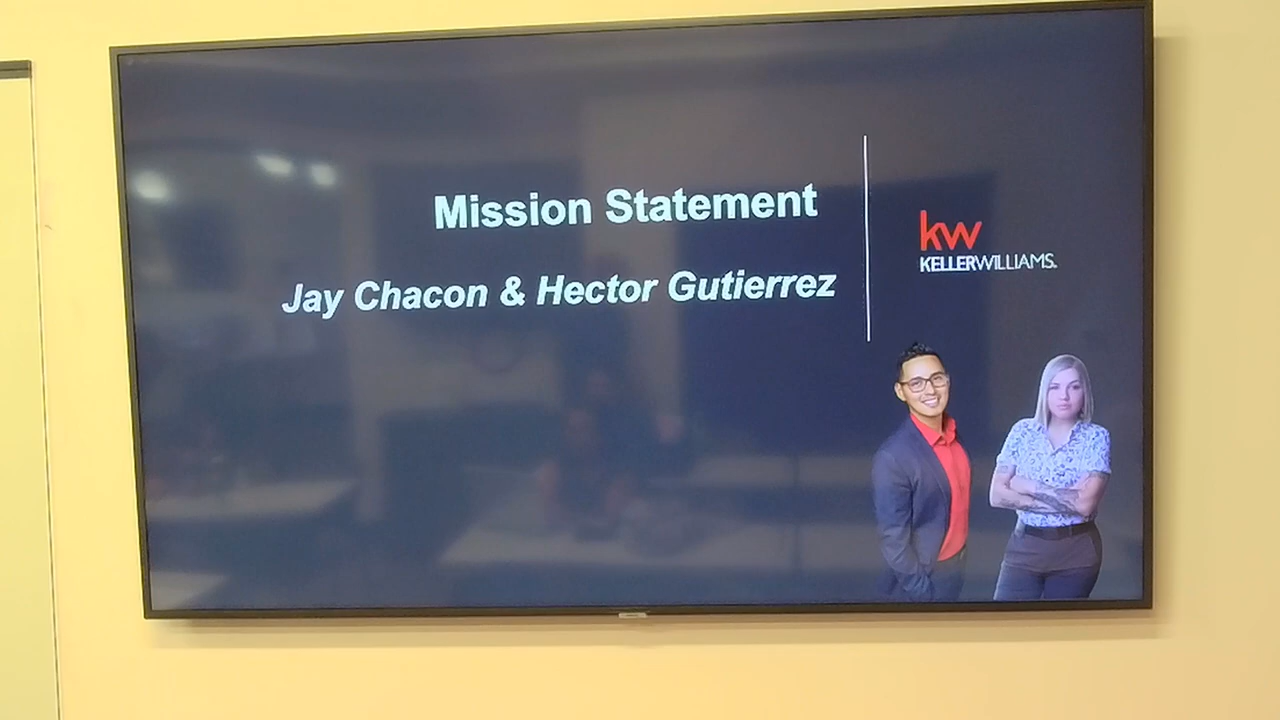 Mission Statement
Jay Chacon & Hector Gutierrez
kw
KELLERWILLIAMS.